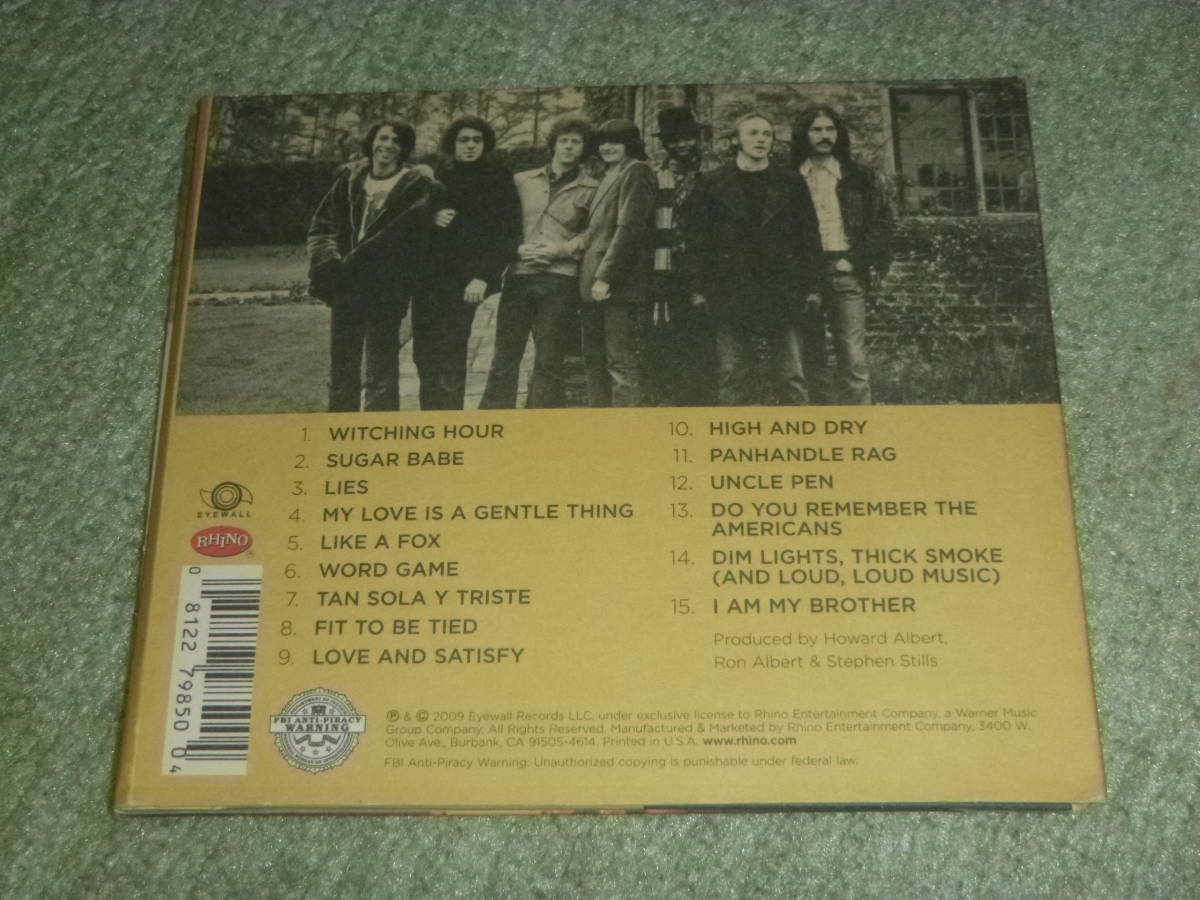 1. WITCHING HOUR
2. SUGAR BABE
3. LIES
4. MY LOVE IS A GENTLE THING
5. LIKE A FOX
6. WORD GAME
7. TAN SOLA Y TRISTE
8. FIT TO BE TIED
9. LOVE AND SATISFY
10. HIGH AND DRY
11. PANHANDLE RAG
12. UNCLE PEN
13. DO YOU REMEMBER THE
AMERICANS
14. DIM LIGHTS, THICK SMOKE
(AND LOUD, LOUD MUSIC)
15. I AM MY BROTHER
Produced by Howard Albert,
Ron Albert & Stephen Stills
EYEWALL
RHINO
®
0 8122 79850 0 4
FBI ANTI-PIRACY
WARNING
℗ & © 2009 Eyewall Records LLC, under exclusive license to Rhino Entertainment Company, a Warner Music
Group Company. All Rights Reserved. Manufactured & Marketed by Rhino Entertainment Company, 3400 W.
Olive Ave., Burbank, CA 91505-4614. Printed in U.S.A. www.rhino.com
FBI Anti-Piracy Warning: Unauthorized copying is punishable under federal law.